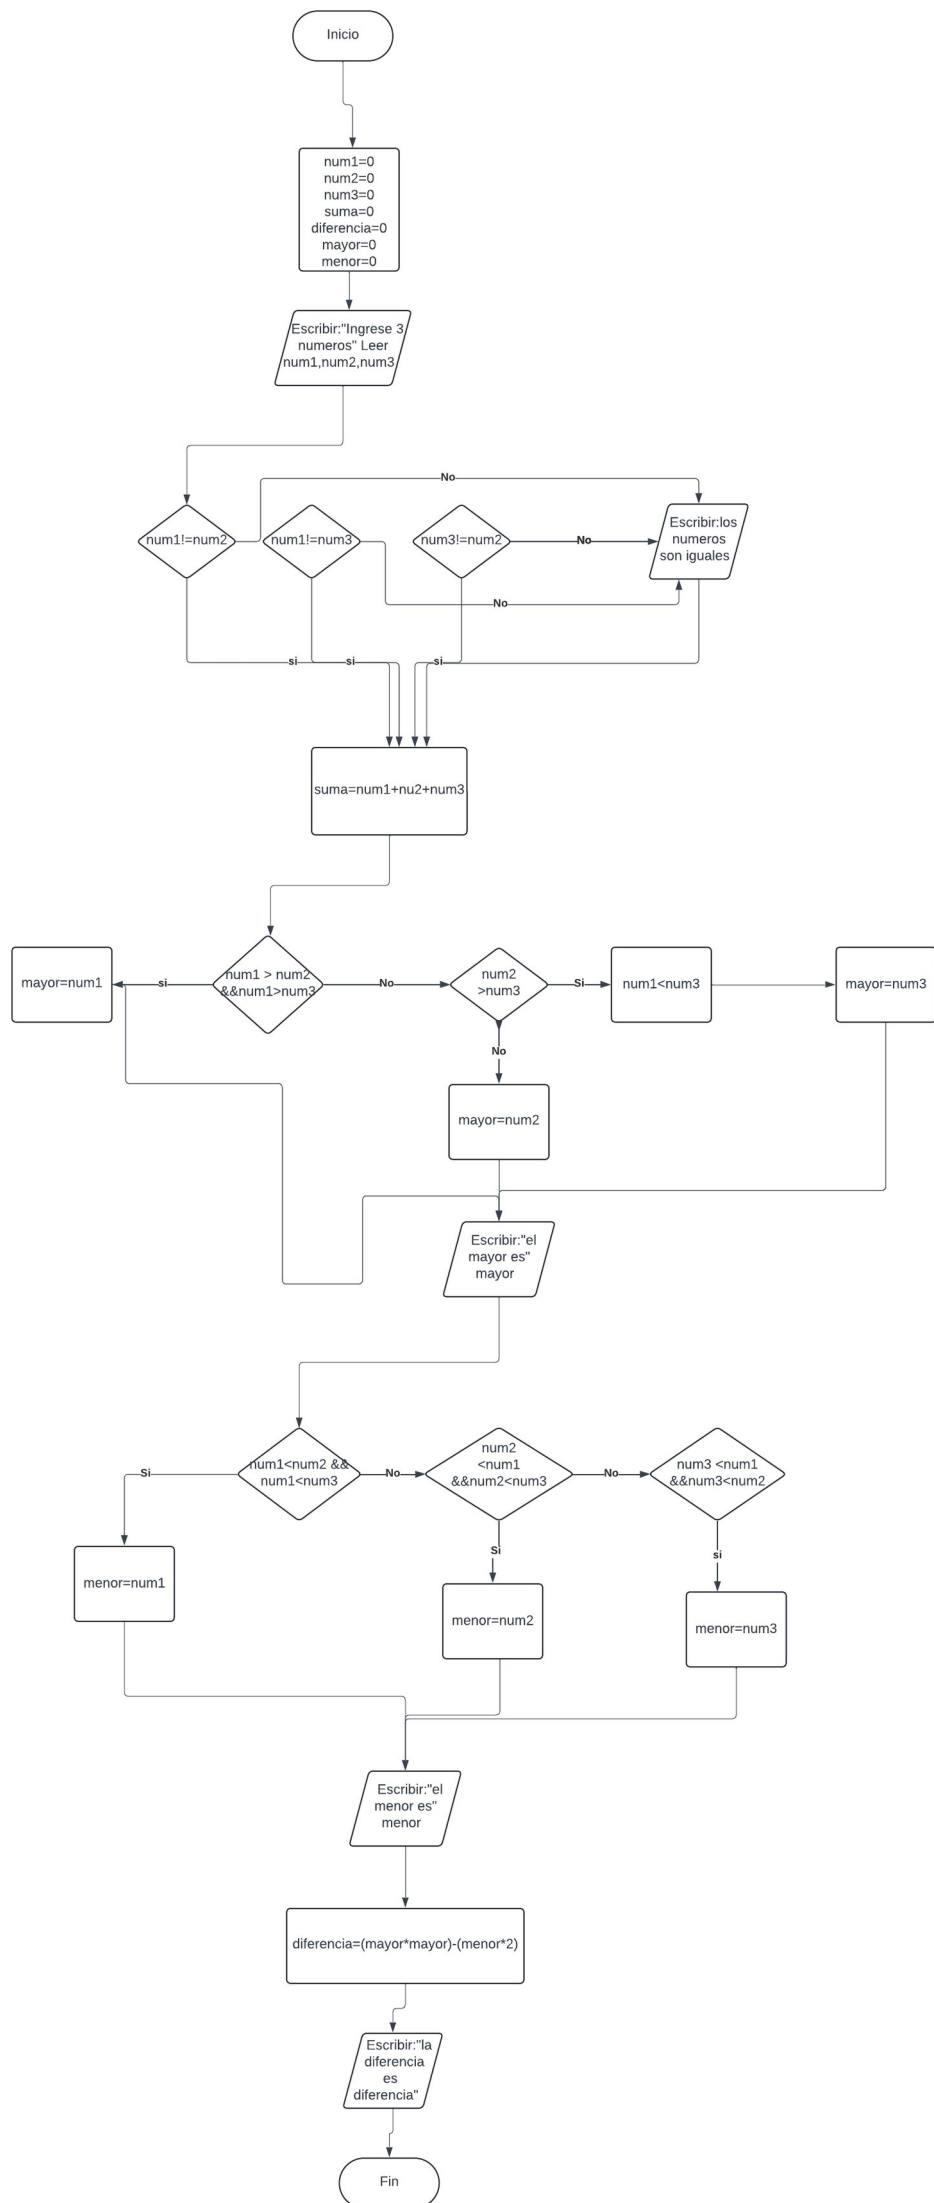 Inicio
num1=0
num2=0
num3=0
suma=0
diferencia=0
mayor=0
menor=0
Escribir:"Ingrese 3
numeros" Leer
num1,num2,num3
No
num1!=num2
num1!=num3
num3!=num2
No
Escribir:los
numeros
son iguales
No
si
si
si
suma=num1+nu2+num3
mayor=num1
si
num1 > num2
&&num1>num3
No
num2
>num3
Si
num1<num3
mayor=num3
No
mayor=num2
Escribir:"el
mayor es"
mayor
Si
num1<num2 &&
num1<num3
No
num2
<num1
&&num2<num3
No
num3 <num1
&&num3<num2
Si
si
menor=num1
menor=num2
menor=num3
Escribir:"el
menor es"
menor
diferencia=(mayor*mayor)-(menor*2)
Escribir:"la
diferencia
es
diferencia"
Fin